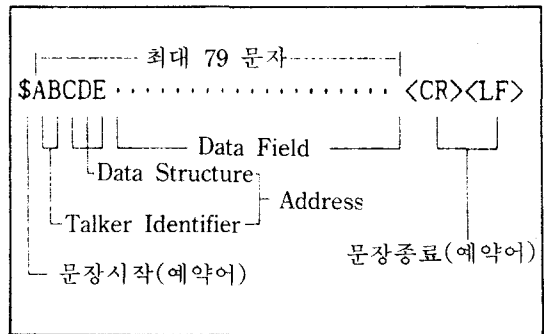 최대 79 문자
$ABCDE·················<CR><LF>
Data Field
Data Structure
Address
Talker Identifier
문장종료(예약어)
문장시작(예약어)